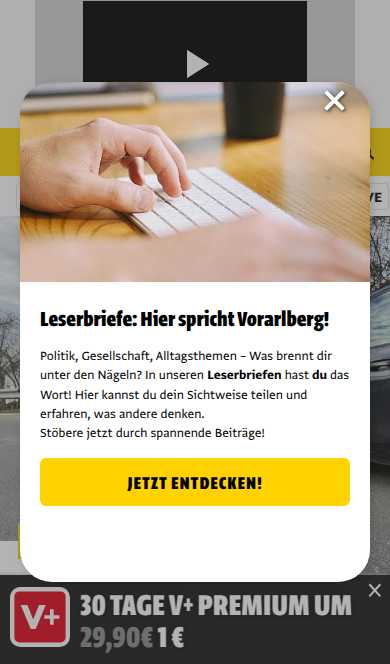 VE
Leserbriefe: Hier spricht Vorarlberg!
Politik, Gesellschaft, Alltagsthemen – Was brennt dir
unter den Nägeln? In unseren Leserbriefen hast du das
Wort! Hier kannst du dein Sichtweise teilen und
erfahren, was andere denken.
Stöbere jetzt durch spannende Beiträge!
JETZT ENTDECKEN!
V+
30 TAGE V+ PREMIUM UM
29,90€ 1 €